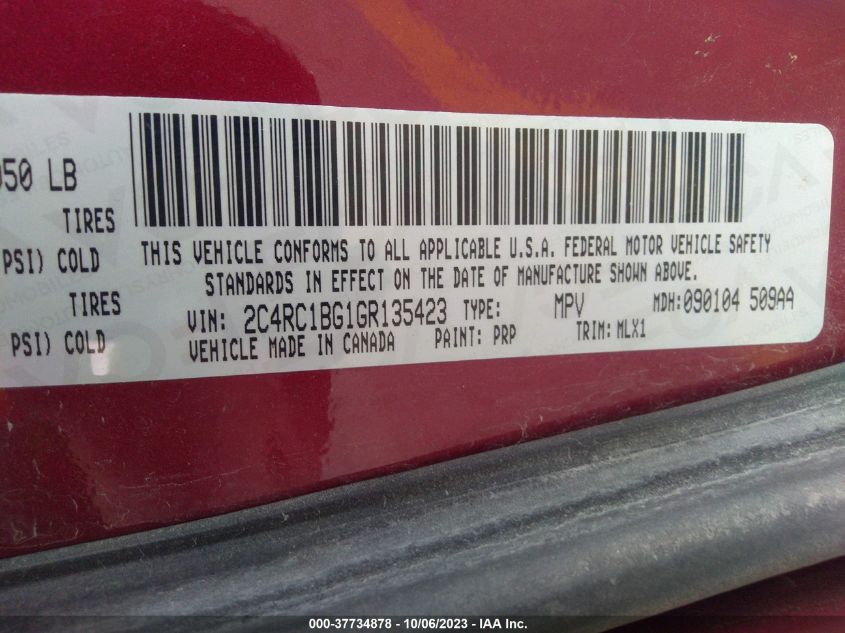 050 LB
TIRES
PSI) COLD
TIRES
PSI) COLD
THIS VEHICLE CONFORMS TO ALL APPLICABLE U.S.A. FEDERAL MOTOR VEHICLE SAFETY
STANDARDS IN EFFECT ON THE DATE OF MANUFACTURE SHOWN ABOVE.
VIN: 2C4RC1BG1GR135423 TYPE: MPV MDH:090104 509AA
VEHICLE MADE IN CANADA PAINT: PRP TRIM: MLX1
000-37734878 - 10/06/2023 - IAA Inc.